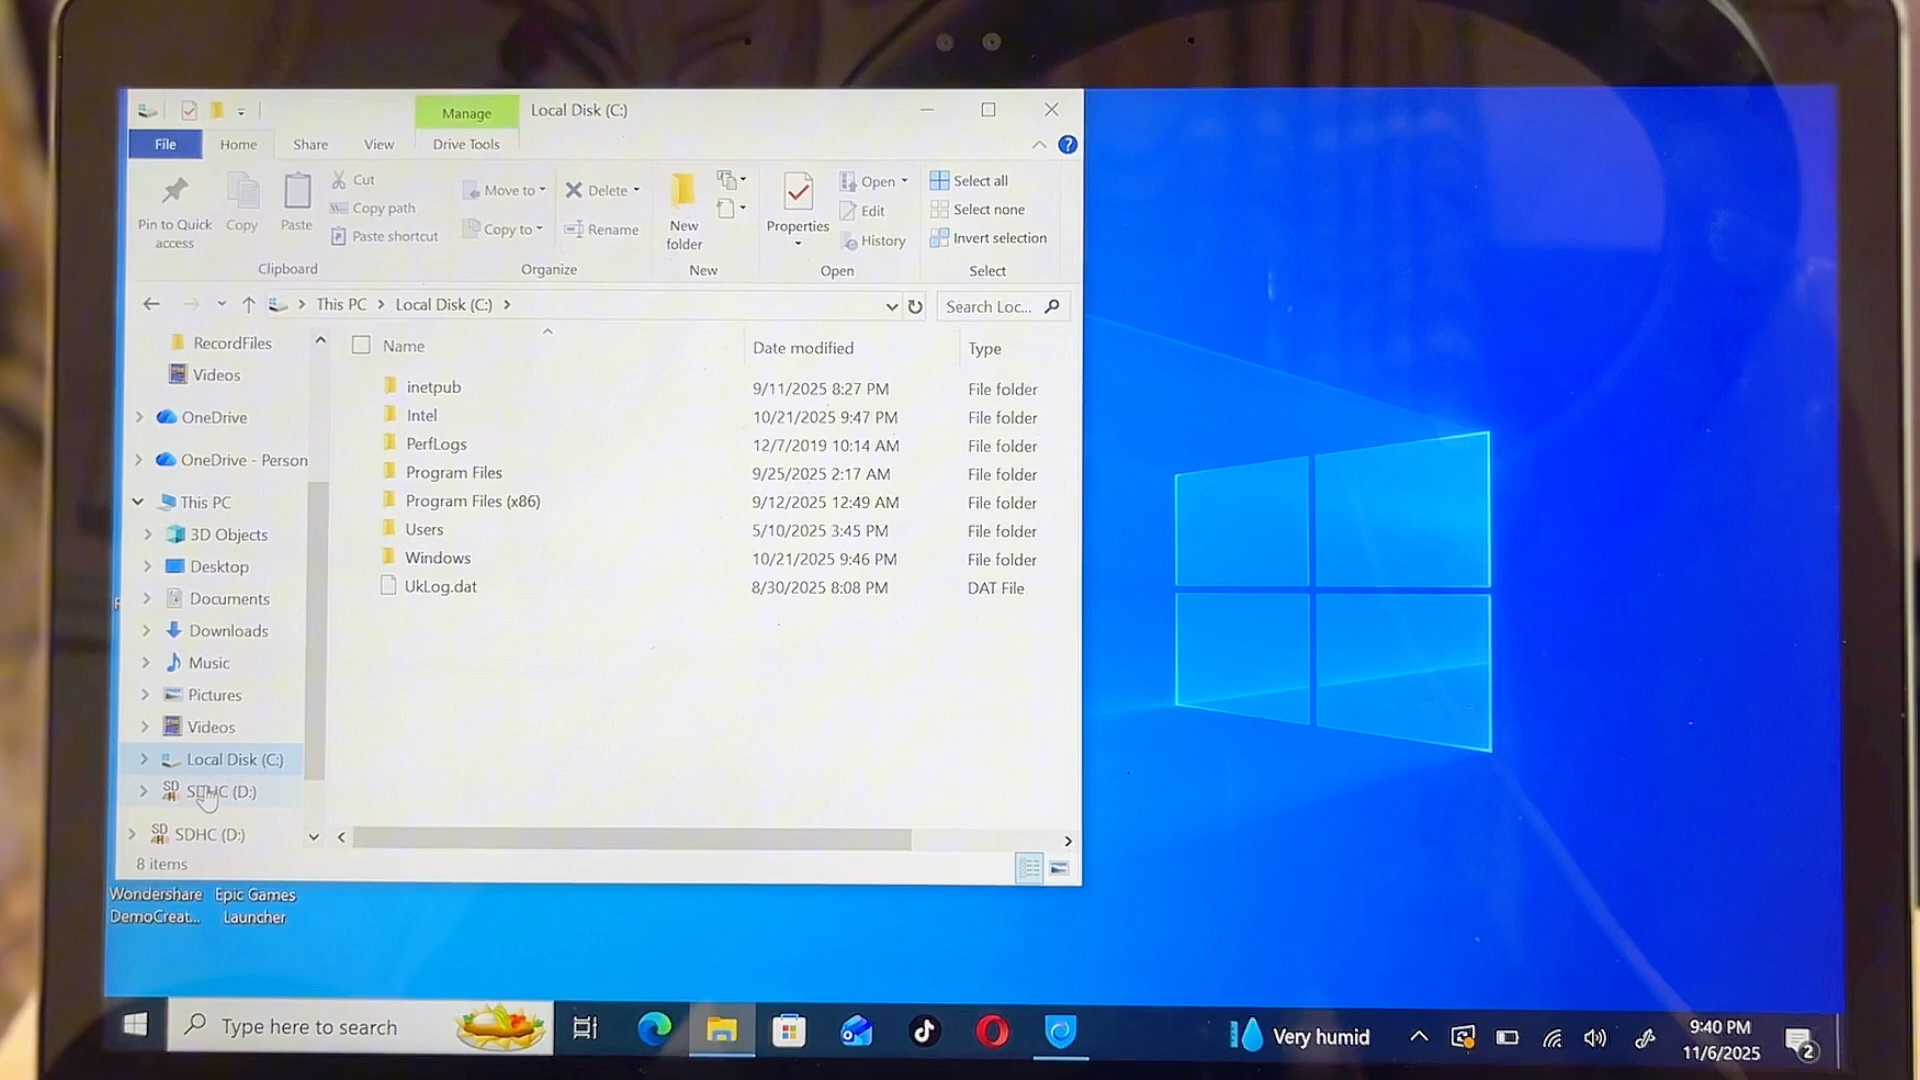 Manage
Local Disk (C:)
File
Home
Share
View
Drive Tools
?
Pin to Quick access
Copy
Paste
Cut
Copy path
Paste shortcut
Clipboard
Move to
Copy to
Delete
Rename
Organize
New folder
New
Properties
Open
Edit
History
Open
Select all
Select none
Invert selection
Select
This PC
Local Disk (C:)
Search Loc...
RecordFiles
Videos
OneDrive
OneDrive - Person
This PC
3D Objects
Desktop
Documents
Downloads
Music
Pictures
Videos
Local Disk (C:)
SD SDHC (D:)
SD SDHC (D:)
Name Date modified Type
inetpub 9/11/2025 8:27 PM File folder
Intel 10/21/2025 9:47 PM File folder
PerfLogs 12/7/2019 10:14 AM File folder
Program Files 9/25/2025 2:17 AM File folder
Program Files (x86) 9/12/2025 12:49 AM File folder
Users 5/10/2025 3:45 PM File folder
Windows 10/21/2025 9:46 PM File folder
UkLog.dat 8/30/2025 8:08 PM DAT File
8 items
Wondershare DemoCreat...
Epic Games Launcher
Type here to search
Very humid
9:40 PM
11/6/2025
2